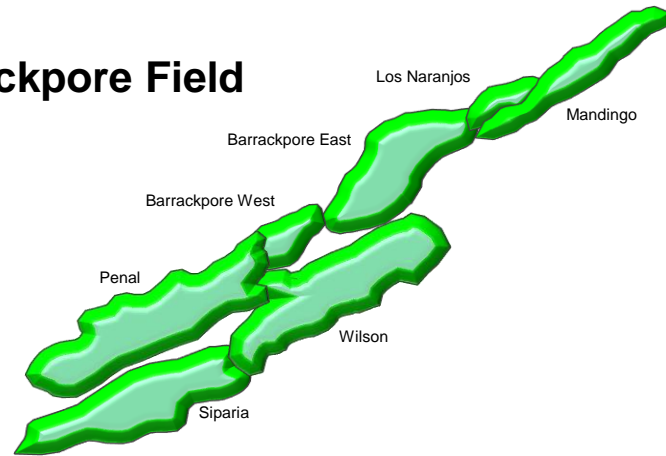 ckpore Field
Los Naranjos
Mandingo
Barrackpore East
Barrackpore West
Penal
Wilson
Siparia